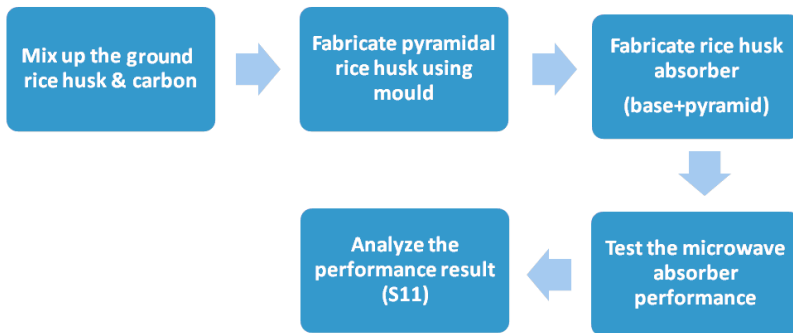 Mix up the ground
rice husk & carbon
Fabricate pyramidal
rice husk using
mould
Fabricate rice husk
absorber
(base+pyramid)
Test the microwave
absorber
performance
Analyze the
performance result
(S11)